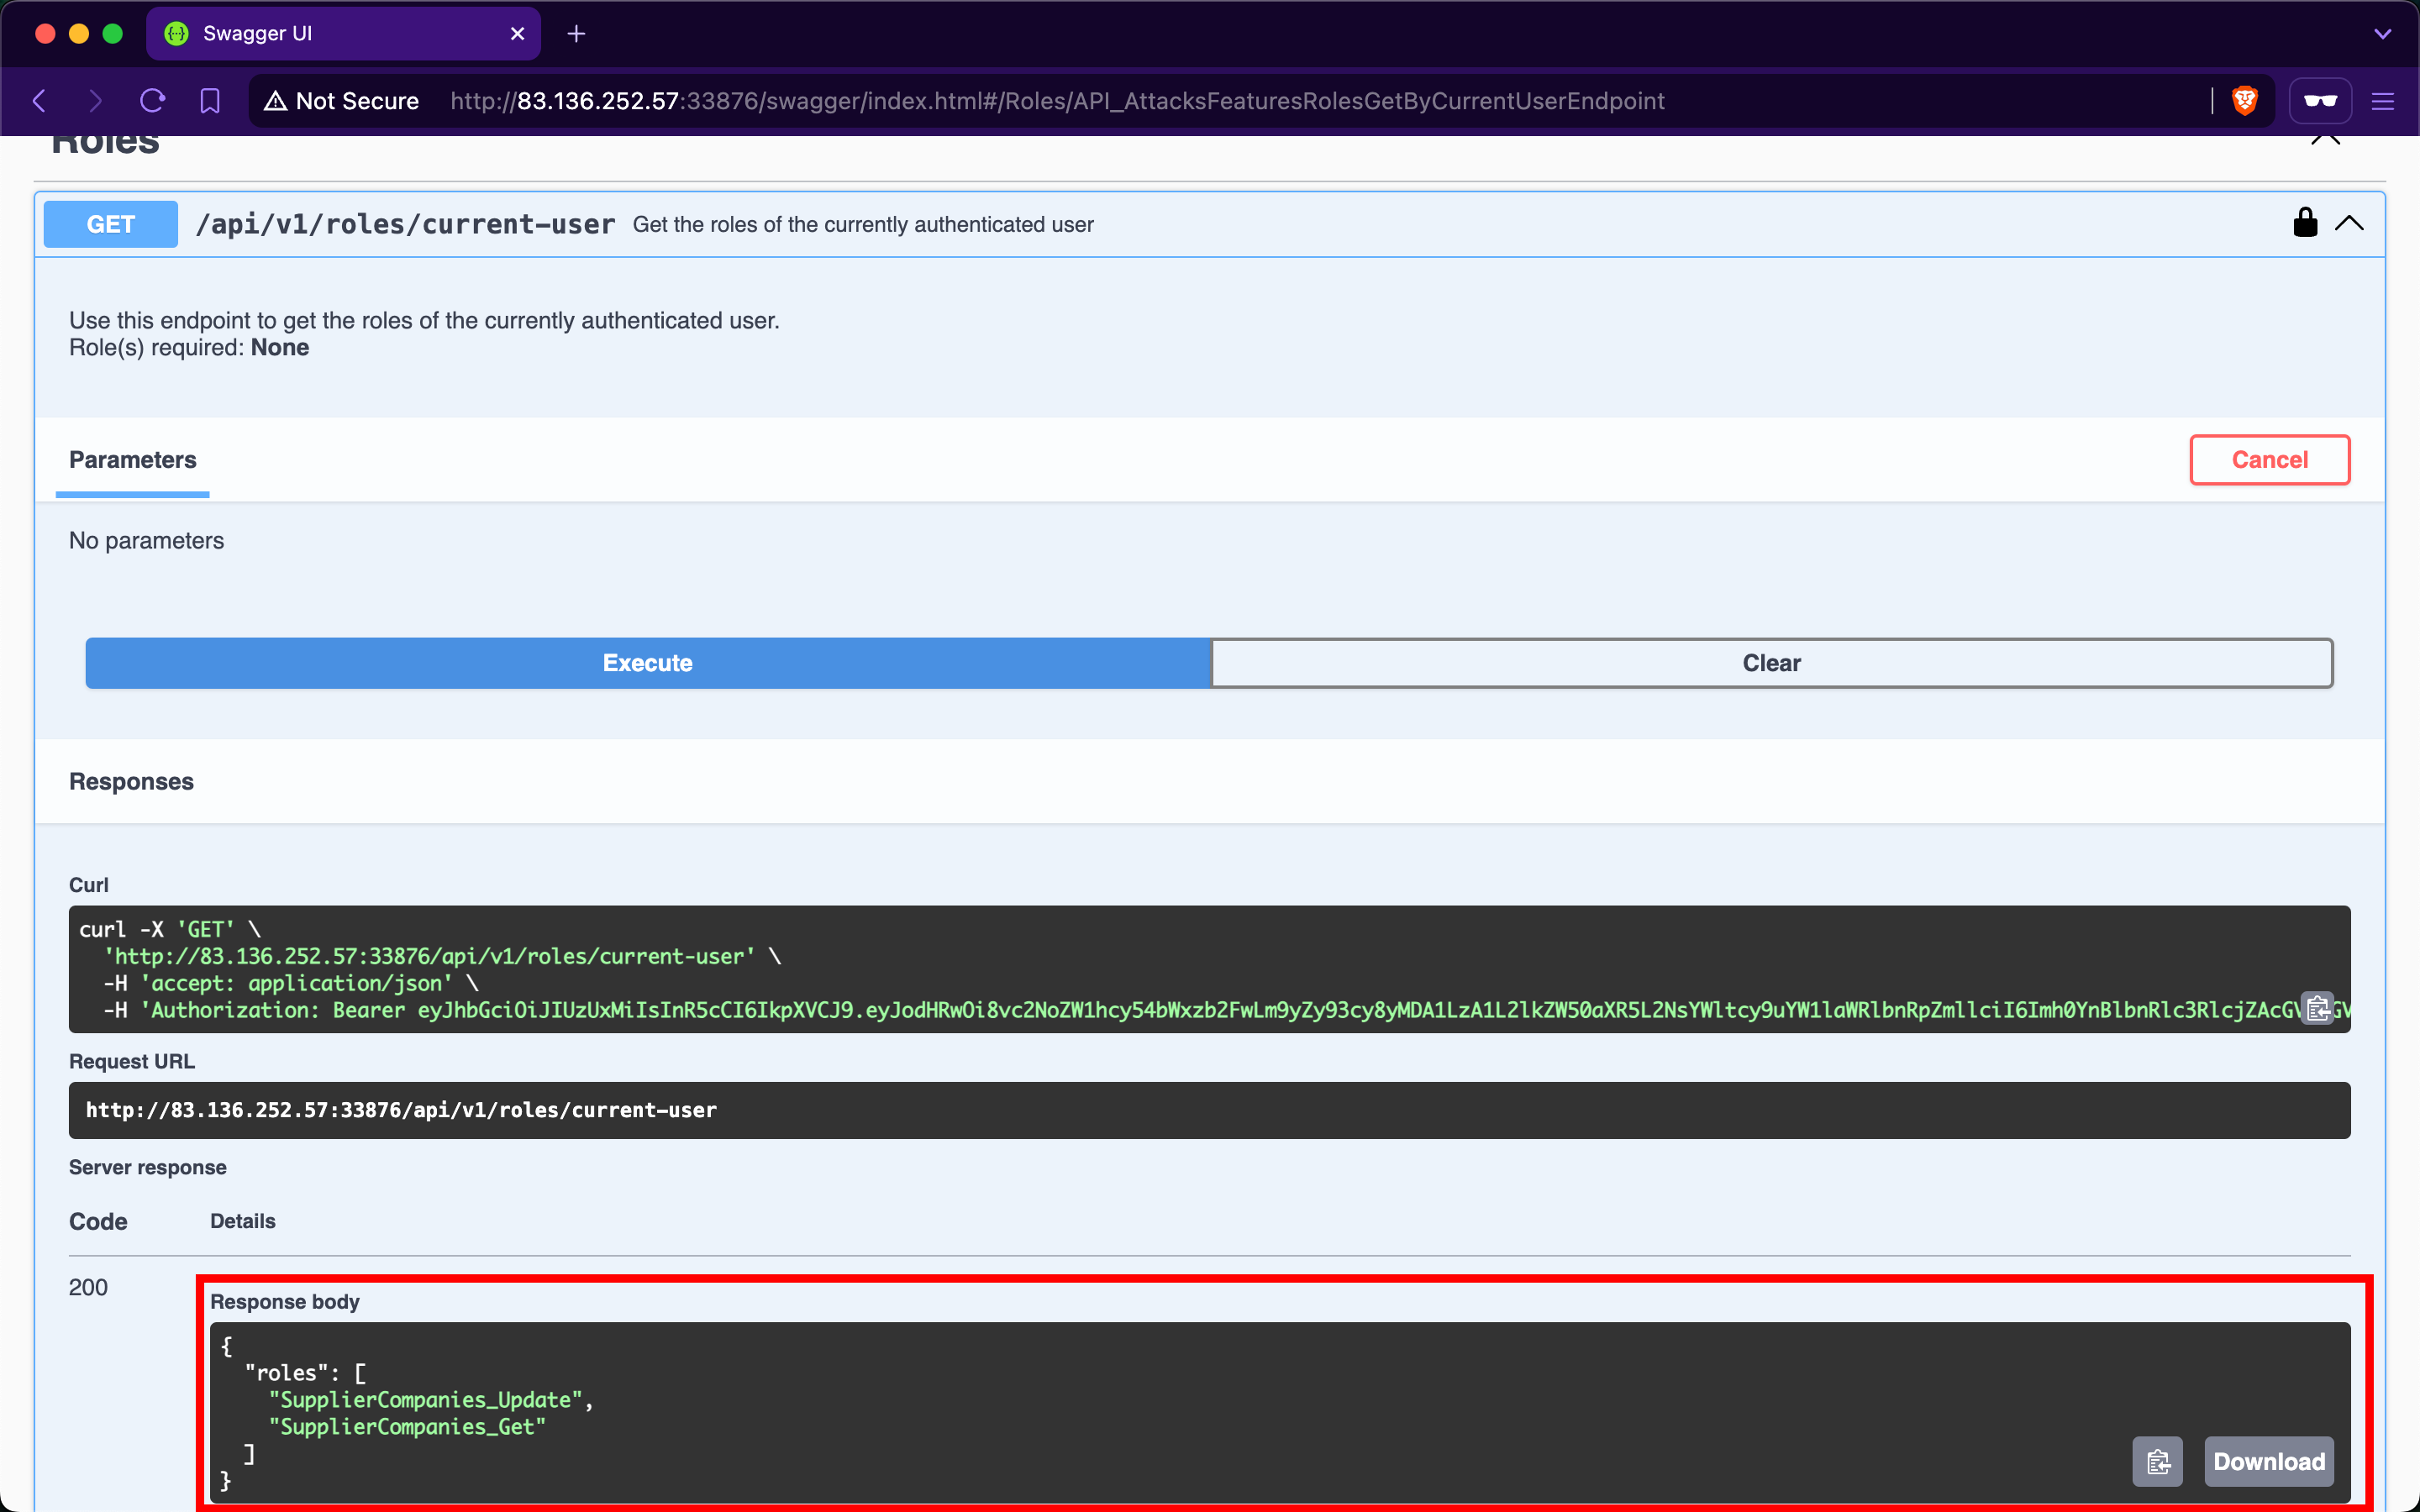 Swagger UI
Not Secure http://83.136.252.57:33876/swagger/index.html#/Roles/API_AttacksFeaturesRolesGetByCurrentUserEndpoint
Roles
GET /api/v1/roles/current-user Get the roles of the currently authenticated user
Use this endpoint to get the roles of the currently authenticated user.
Role(s) required: None
Parameters
Cancel
No parameters
Execute
Clear
Responses
Curl
curl -X 'GET' \
'http://83.136.252.57:33876/api/v1/roles/current-user' \
-H 'accept: application/json' \
-H 'Authorization: Bearer eyJhbGciOiJIUzUxMiIsInR5cCI6IkpXVCJ9.eyJodHRwOi8vc2NoZW1hcy54bWxzb2FwLm9yZy93cy8yMDA1LzA1L2lkZW50aXR5L2NsYWltcy9uYW1laWRlbnRpZmllciI6Imh0YnBlbnRlc3RlcjZAcGV
Request URL
http://83.136.252.57:33876/api/v1/roles/current-user
Server response
Code Details
200
Response body
{
"roles": [
"SupplierCompanies_Update",
"SupplierCompanies_Get"
]
}
Download